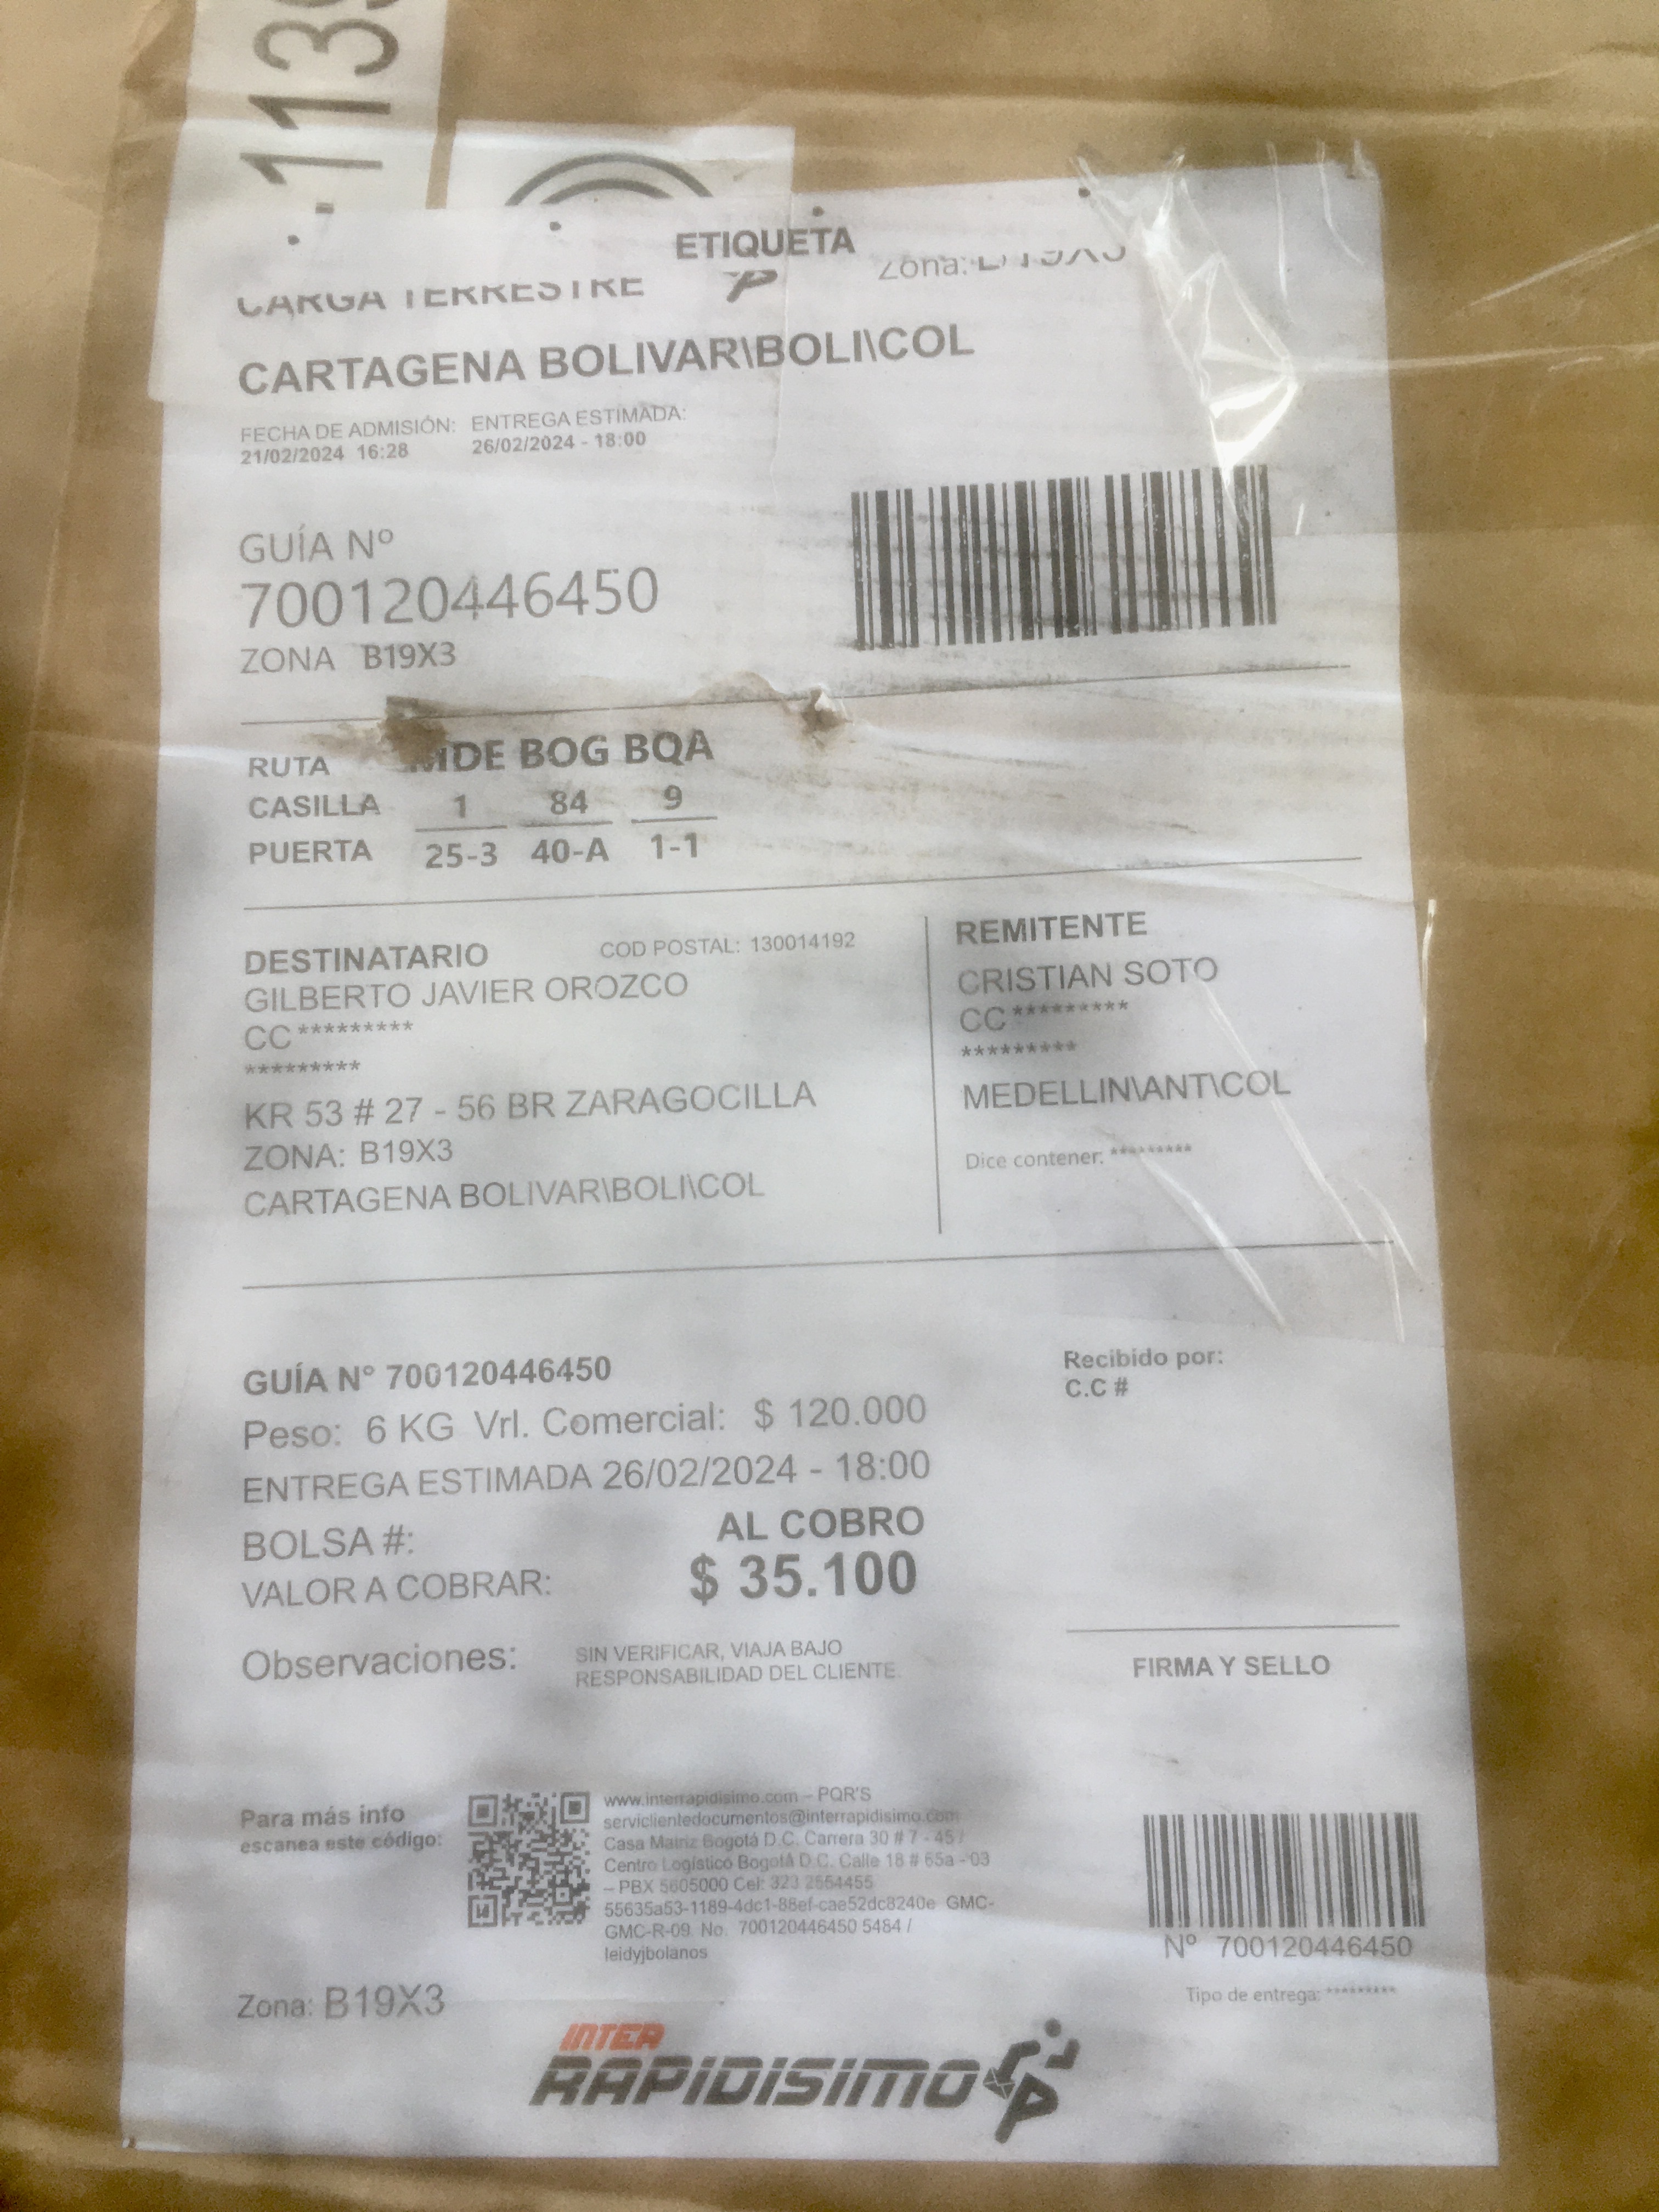 113
ETIQUETA
CARGA TERRESTRE
P
Zona: B19X3
CARTAGENA BOLIVAR\BOLI\COL
FECHA DE ADMISIÓN: ENTREGA ESTIMADA:
21/02/2024 16:28 26/02/2024 - 18:00
GUÍA Nº
700120446450
ZONA B19X3
RUTA MDE BOG BQA
CASILLA 1 84 9
PUERTA 25-3 40-A 1-1
DESTINATARIO COD POSTAL: 130014192
GILBERTO JAVIER OROZCO
CC *********
*********
KR 53 # 27 - 56 BR ZARAGOCILLA
ZONA: B19X3
CARTAGENA BOLIVAR\BOLI\COL
REMITENTE
CRISTIAN SOTO
CC *********
*********
MEDELLIN\ANT\COL
Dice contener: *********
GUÍA Nº 700120446450
Peso: 6 KG Vrl. Comercial: $ 120.000
ENTREGA ESTIMADA 26/02/2024 - 18:00
BOLSA #: AL COBRO
VALOR A COBRAR: $ 35.100
Observaciones: SIN VERIFICAR, VIAJA BAJO
RESPONSABILIDAD DEL CLIENTE.
Recibido por:
C.C #
FIRMA Y SELLO
Para más info
escanea este código:
www.interrapidisimo.com – PQR'S
serviclientedocumentos@interrapidisimo.com
Casa Matriz Bogotá D.C. Carrera 30 # 7 - 45 /
Centro Logístico Bogotá D.C. Calle 18 # 65a - 03
– PBX 5605000 Cel: 323 2554455
55635a53-1189-4dc1-88ef-cae52dc8240e GMC-
GMC-R-09 No. 700120446450 5484 /
leidyjbolanos
Nº 700120446450
Tipo de entrega: *********
Zona: B19X3
INTER
RAPIDISIMO